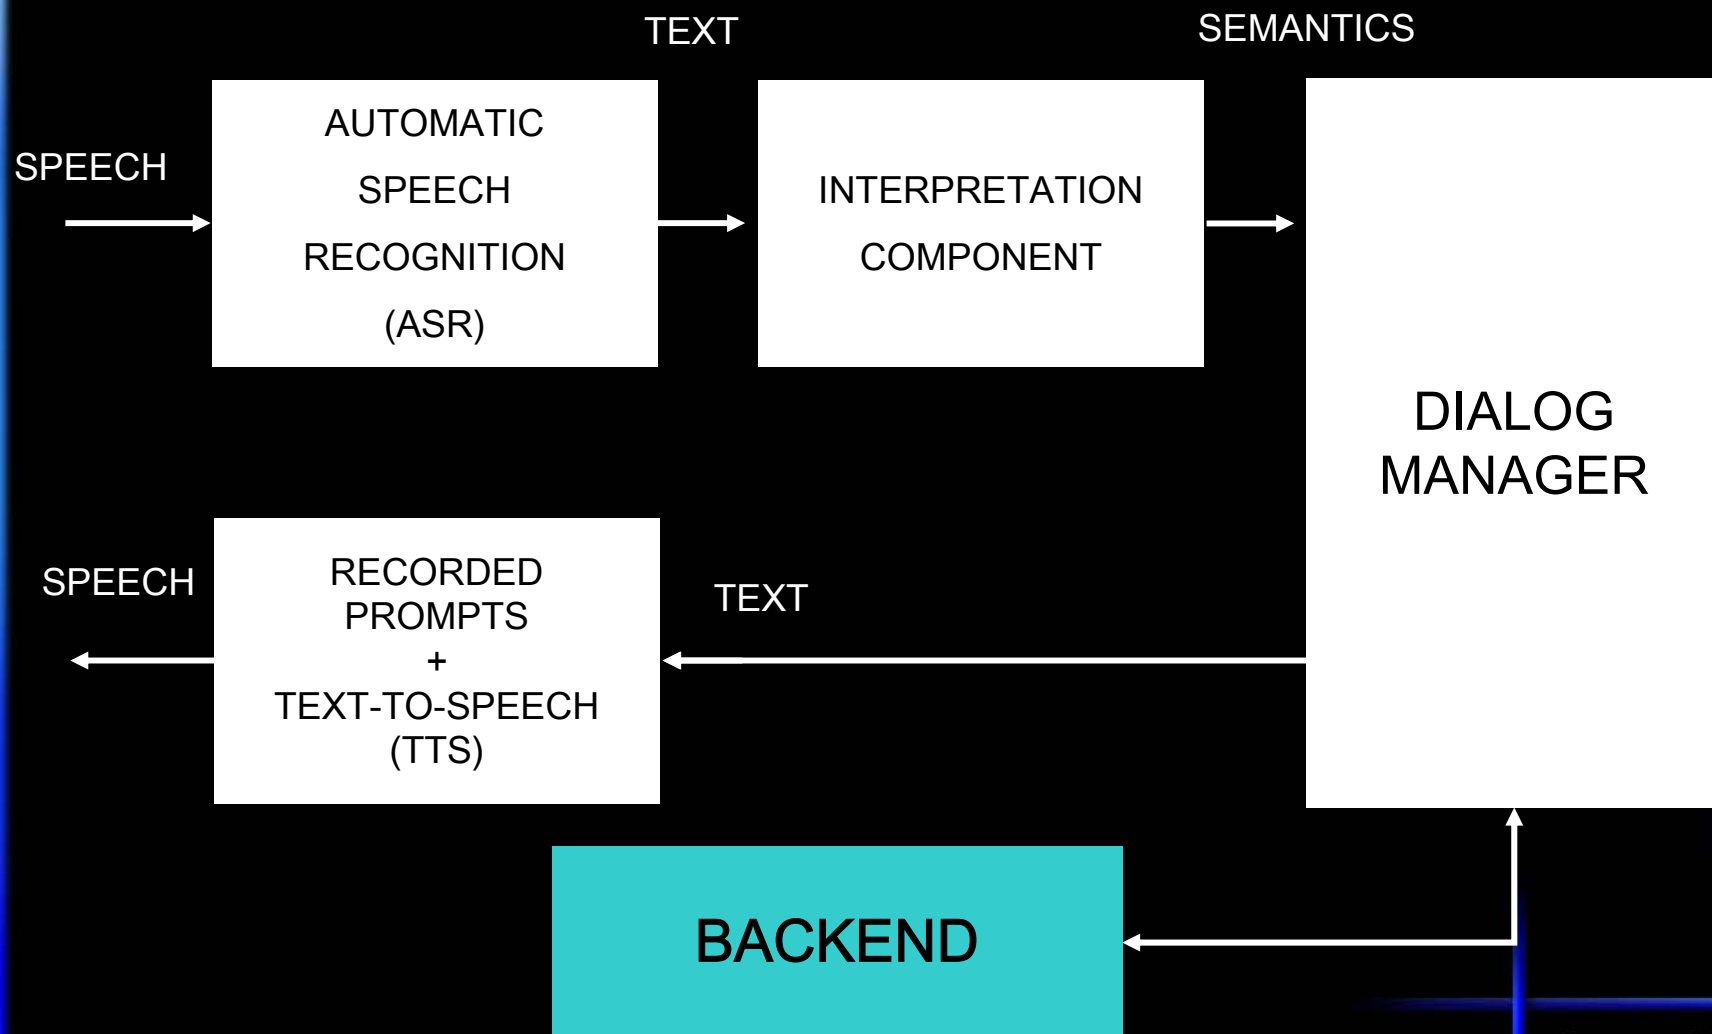 TEXT
SEMANTICS
SPEECH
AUTOMATIC
SPEECH
RECOGNITION
(ASR)
INTERPRETATION
COMPONENT
DIALOG
MANAGER
SPEECH
RECORDED
PROMPTS
+
TEXT-TO-SPEECH
(TTS)
TEXT
BACKEND